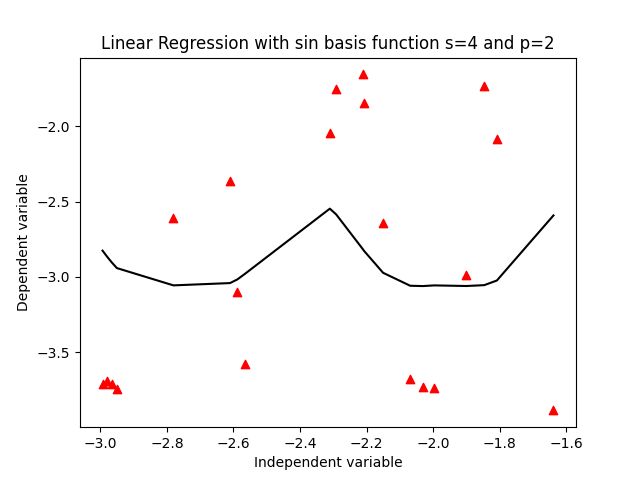 Linear Regression with sin basis function s=4 and p=2
−2.0
−2.5
−3.0
−3.5
Dependent variable
−3.0 −2.8 −2.6 −2.4 −2.2 −2.0 −1.8 −1.6
Independent variable